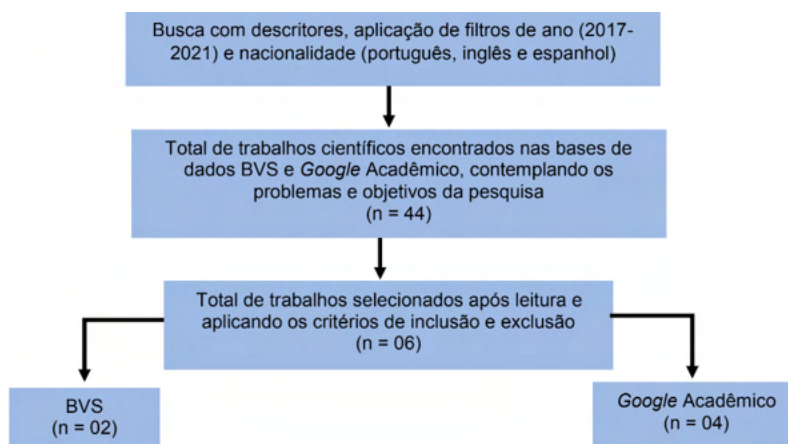 Busca com descritores, aplicação de filtros de ano (2017-
2021) e nacionalidade (português, inglês e espanhol)
Total de trabalhos científicos encontrados nas bases de
dados BVS e Google Acadêmico, contemplando os
problemas e objetivos da pesquisa
(n = 44)
Total de trabalhos selecionados após leitura e
aplicando os critérios de inclusão e exclusão
(n = 06)
BVS
(n = 02)
Google Acadêmico
(n = 04)